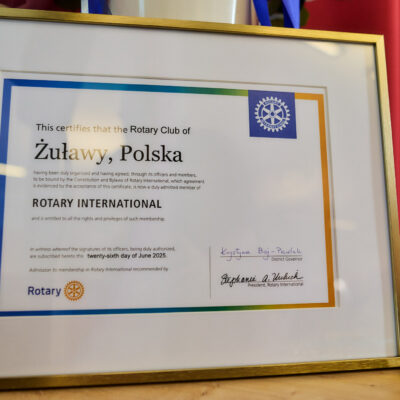 This certifies that the Rotary Club of
Żuławy, Polska
having been duly organized and having agreed, through its officers and members,
to be bound by the Constitution and Bylaws of Rotary International, which agreement
is evidenced by the acceptance of this certificate, is now a duly admitted member of
ROTARY INTERNATIONAL
and is entitled to all the rights and privileges of such membership.
In witness whereof the signatures of its officers, being duly authorized,
are subscribed hereto this twenty-sixth day of June 2025.
Admission to membership in Rotary International recommended by
District Governor
Stephanie A. Urchick
President, Rotary International
Rotary